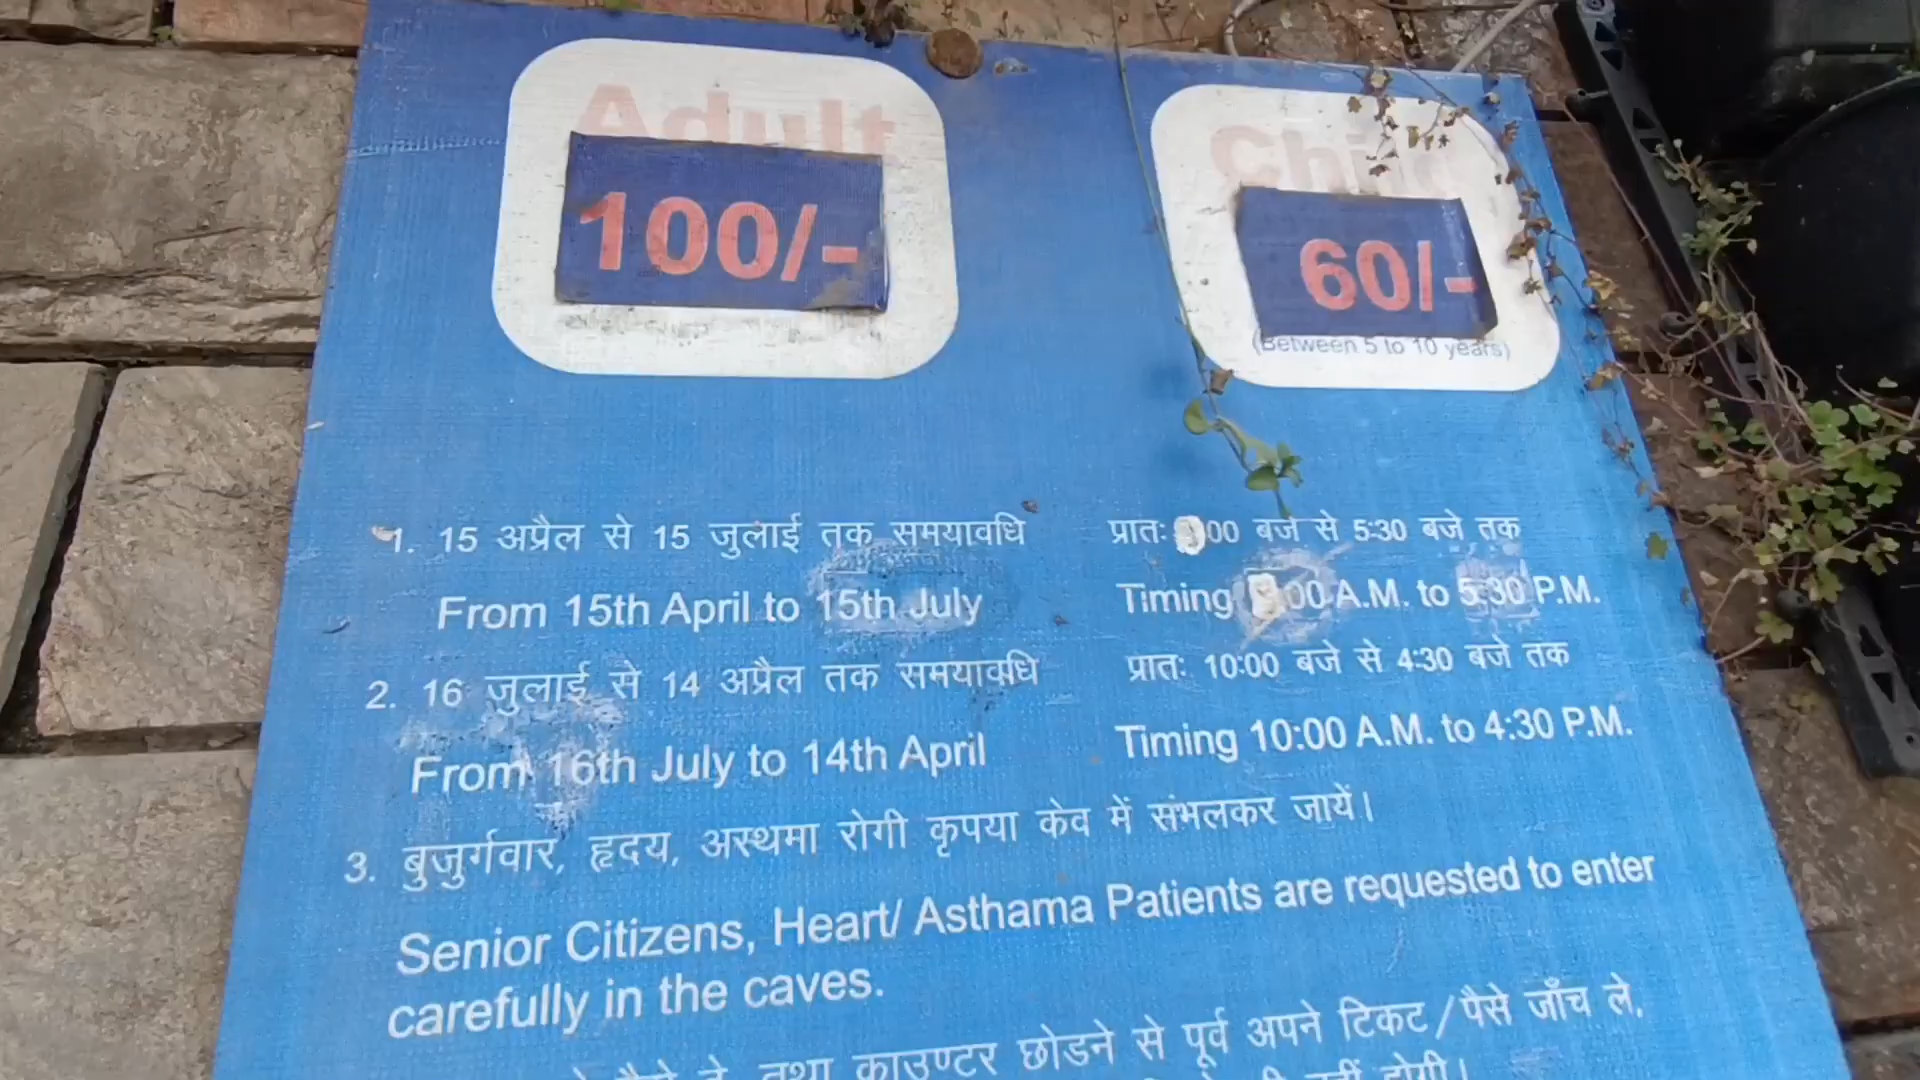 Adult
100/-
Child
60/-
(Between 5 to 10 years)
1. 15 अप्रैल से 15 जुलाई तक समयावधि प्रातः :00 बजे से 5:30 बजे तक
From 15th April to 15th July Timing :00 A.M. to 5:30 P.M.
2. 16 जुलाई से 14 अप्रैल तक समयावधि प्रातः 10:00 बजे से 4:30 बजे तक
From 16th July to 14th April Timing 10:00 A.M. to 4:30 P.M.
3. बुजुर्गवार, हृदय, अस्थमा रोगी कृपया केव में संभलकर जायें।
Senior Citizens, Heart/ Asthama Patients are requested to enter
carefully in the caves.
तथा काउण्टर छोडने से पूर्व अपने टिकट/पैसे जाँच ले,